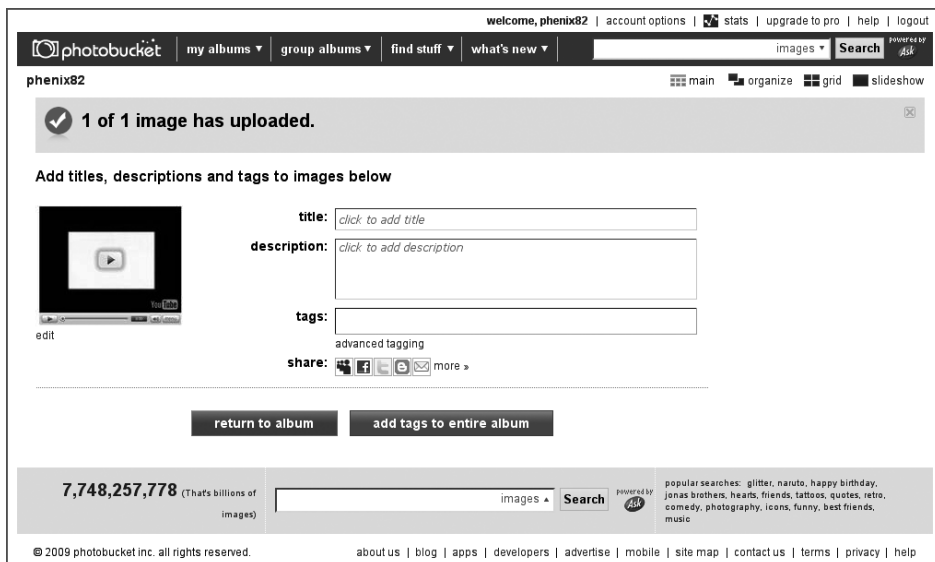 welcome, phenix82 | account options | stats | upgrade to pro | help | logout
photobucket my albums ▼ group albums ▼ find stuff ▼ what's new ▼ images ▼ Search powered by Ask
phenix82 main organize grid slideshow
1 of 1 image has uploaded.
Add titles, descriptions and tags to images below
title: click to add title
description: click to add description
YouTube
tags:
edit
advanced tagging
share: more »
return to album add tags to entire album
7,748,257,778 (That's billions of images)
images ▲ Search powered by Ask
popular searches: glitter, naruto, happy birthday,
jonas brothers, hearts, friends, tattoos, quotes, retro,
comedy, photography, icons, funny, best friends,
music
© 2009 photobucket inc. all rights reserved. about us | blog | apps | developers | advertise | mobile | site map | contact us | terms | privacy | help